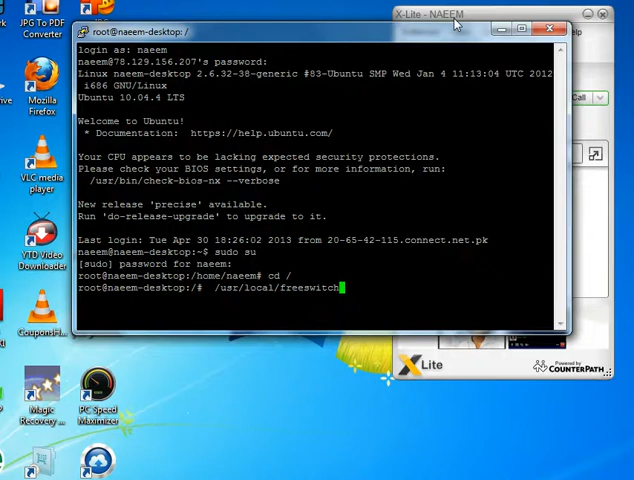 JPG To PDF
Converter
Mozilla
Firefox
VLC media
player
YTD Video
Downloader
CouponsH...
Magic
Recovery ...
PC Speed
Maximizer
root@naeem-desktop: /
login as: naeem
naeem@78.129.156.207's password:
Linux naeem-desktop 2.6.32-38-generic #83-Ubuntu SMP Wed Jan 4 11:13:04 UTC 2012
i686 GNU/Linux
Ubuntu 10.04.4 LTS
Welcome to Ubuntu!
* Documentation:  https://help.ubuntu.com/
Your CPU appears to be lacking expected security protections.
Please check your BIOS settings, or for more information, run:
/usr/bin/check-bios-nx --verbose
New release 'precise' available.
Run 'do-release-upgrade' to upgrade to it.
Last login: Tue Apr 30 18:26:02 2013 from 20-65-42-115.connect.net.pk
naeem@naeem-desktop:~$ sudo su
[sudo] password for naeem:
root@naeem-desktop:/home/naeem# cd /
root@naeem-desktop:/#  /usr/local/freeswitch
X-Lite - NAEEM
Call
X Lite
Powered by
COUNTERPATH